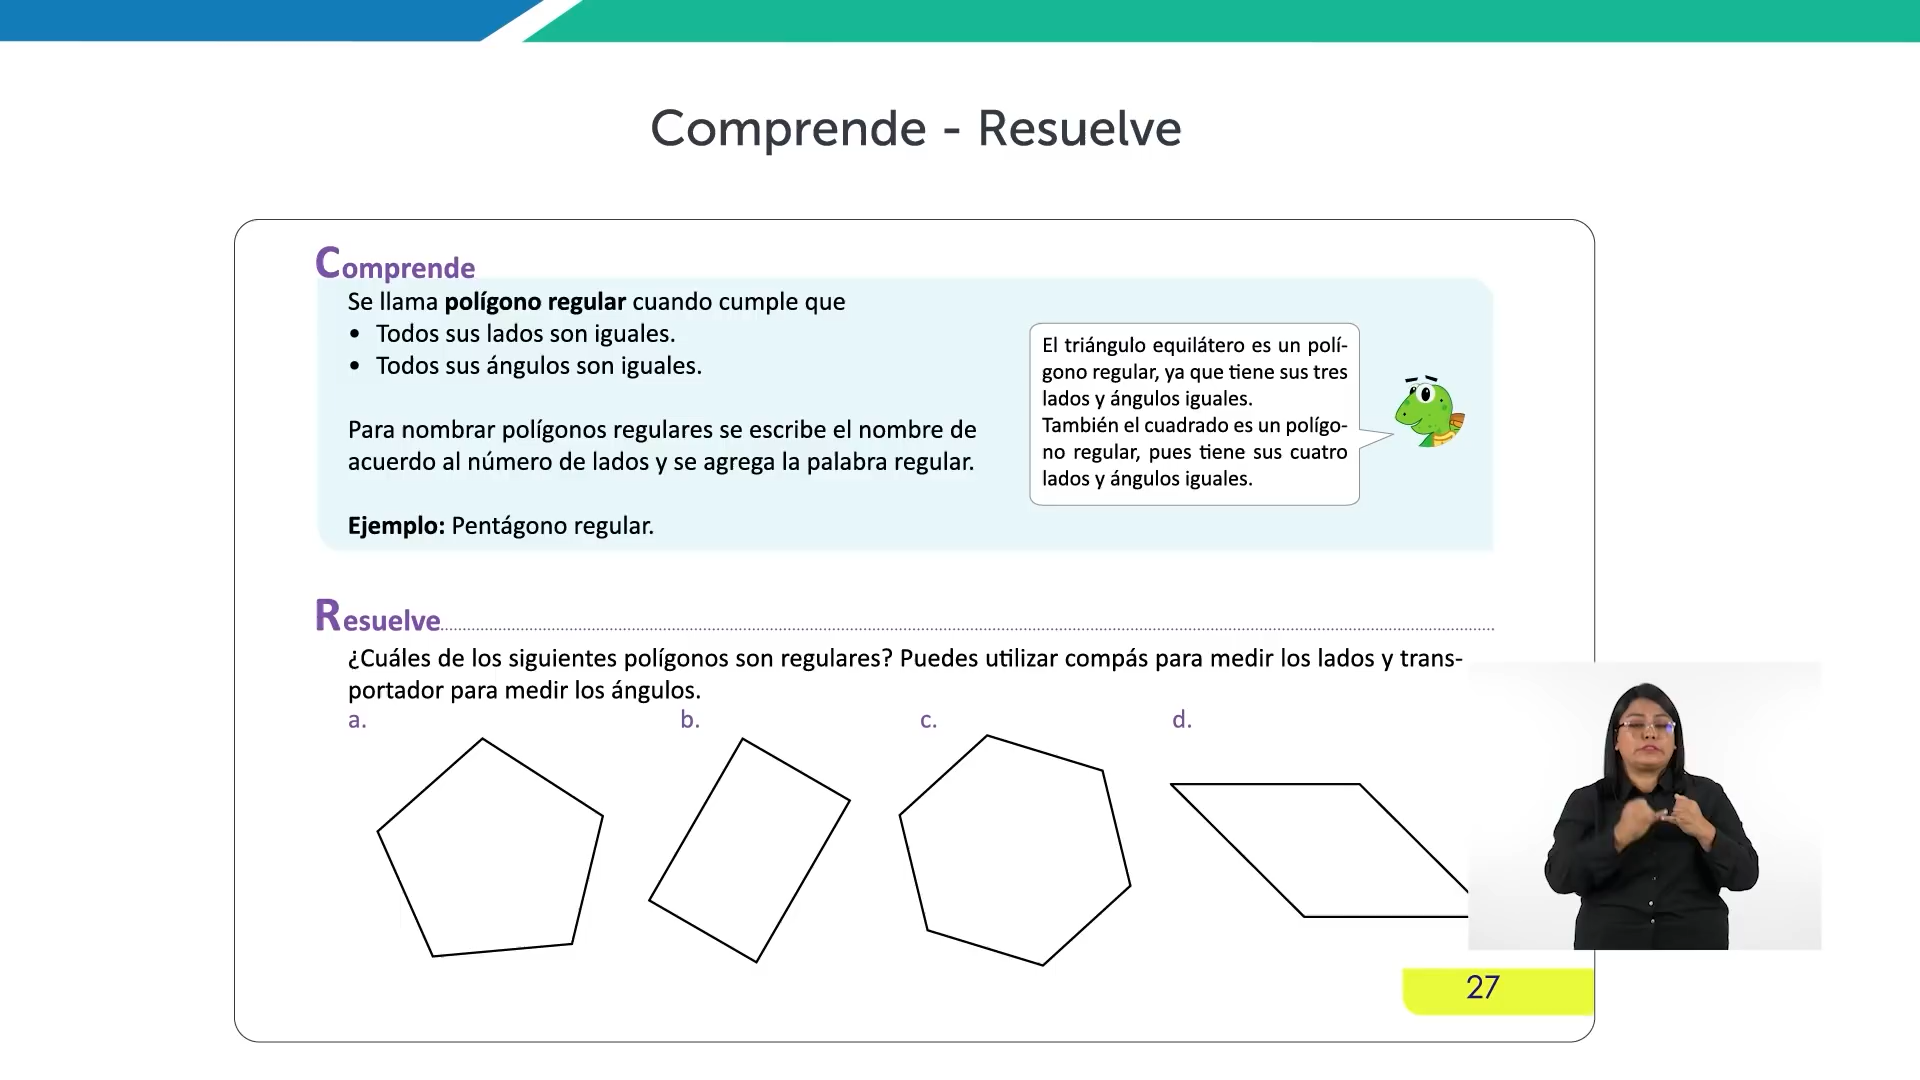 Comprende - Resuelve
Comprende
Se llama polígono regular cuando cumple que
• Todos sus lados son iguales.
• Todos sus ángulos son iguales.
Para nombrar polígonos regulares se escribe el nombre de
acuerdo al número de lados y se agrega la palabra regular.
Ejemplo: Pentágono regular.
El triángulo equilátero es un polí-
gono regular, ya que tiene sus tres
lados y ángulos iguales.
También el cuadrado es un polígo-
no regular, pues tiene sus cuatro
lados y ángulos iguales.
Resuelve
¿Cuáles de los siguientes polígonos son regulares? Puedes utilizar compás para medir los lados y trans-
portador para medir los ángulos.
a.
b.
c.
d.
27